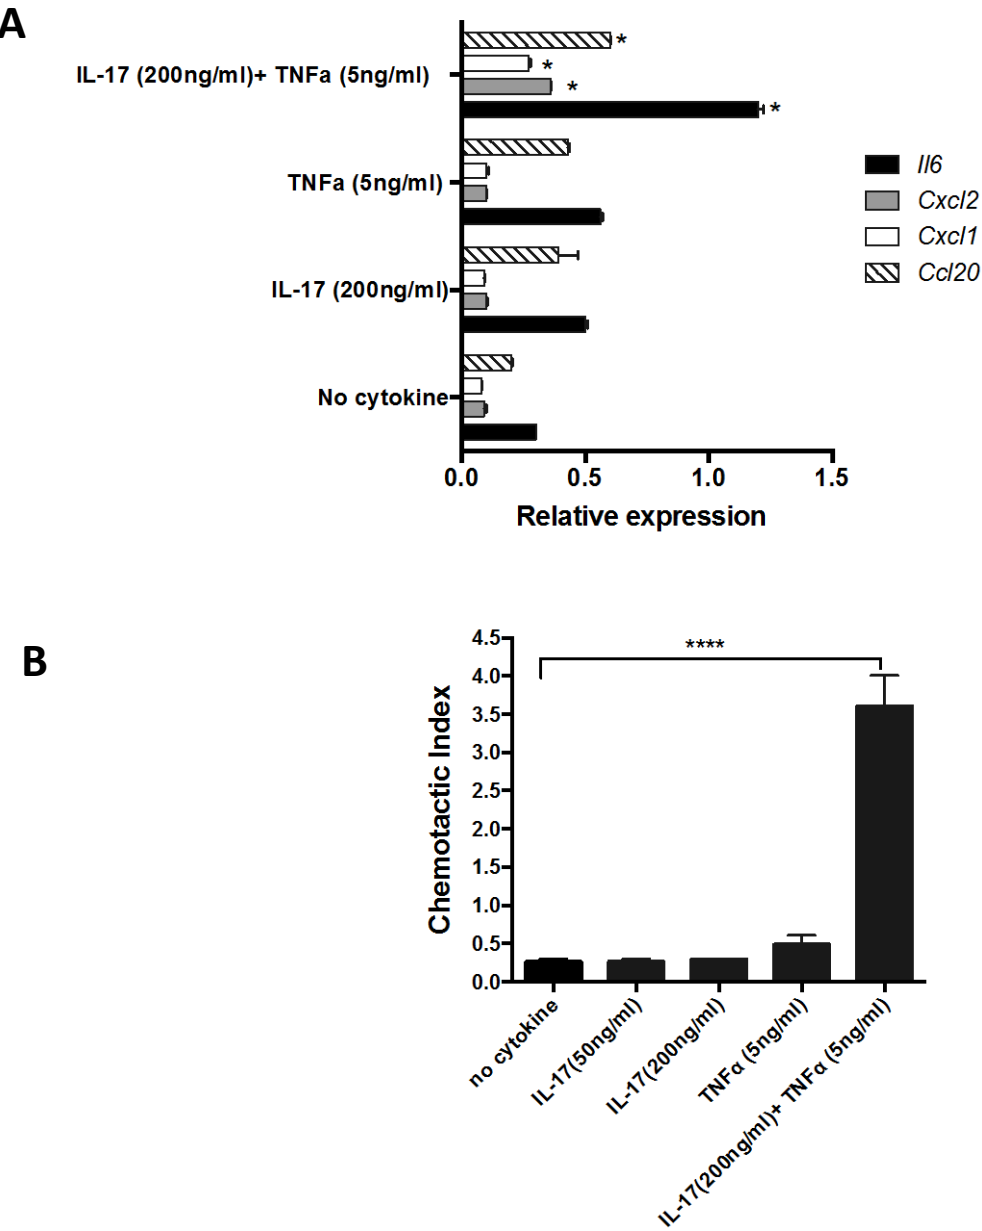 A
IL-17 (200ng/ml)+ TNFa (5ng/ml)
*
*
*
*
TNFa (5ng/ml)
IL-17 (200ng/ml)
No cytokine
Il6
Cxcl2
Cxcl1
Ccl20
0.0 0.5 1.0 1.5
Relative expression
B
Chemotactic Index
4.5
4.0
3.5
3.0
2.5
2.0
1.5
1.0
0.5
0.0
****
no cytokine
IL-17(50ng/ml)
IL-17(200ng/ml)
TNFα (5ng/ml)
IL-17(200ng/ml)+ TNFα (5ng/ml)